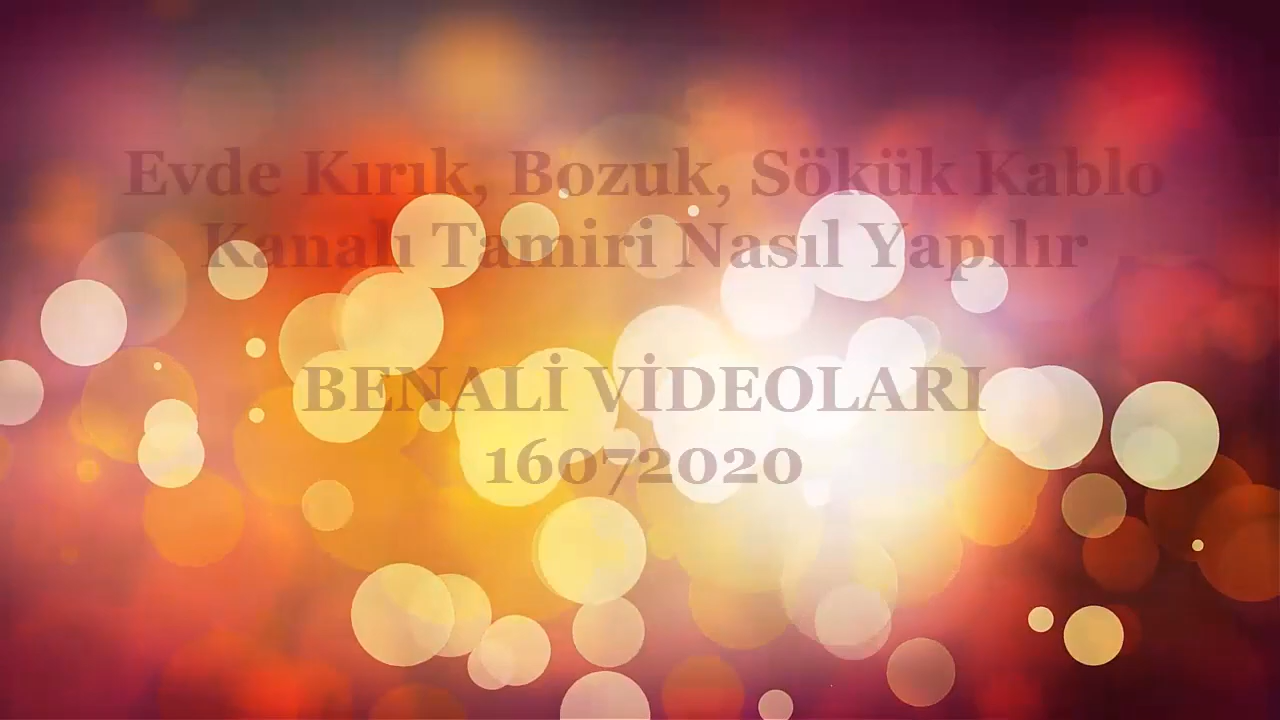 Evde Kırık, Bozuk, Sökük Kablo
Kanalı Tamiri Nasıl Yapılır
BENALİ VİDEOLARI
16072020